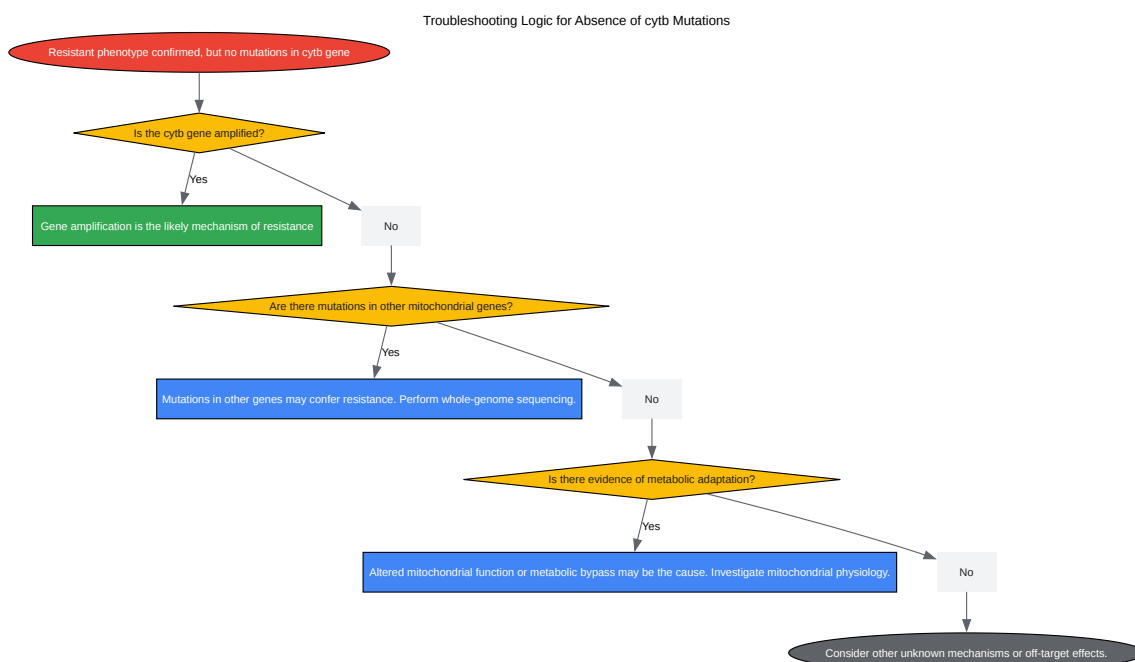 Troubleshooting Logic for Absence of cytb Mutations
Resistant phenotype confirmed, but no mutations in cytb gene
Is the cytb gene amplified?
Yes
Gene amplification is the likely mechanism of resistance
No
Are there mutations in other mitochondrial genes?
Yes
Mutations in other genes may confer resistance. Perform whole-genome sequencing.
No
Is there evidence of metabolic adaptation?
Yes
Altered mitochondrial function or metabolic bypass may be the cause. Investigate mitochondrial physiology.
No
Consider other unknown mechanisms or off-target effects.